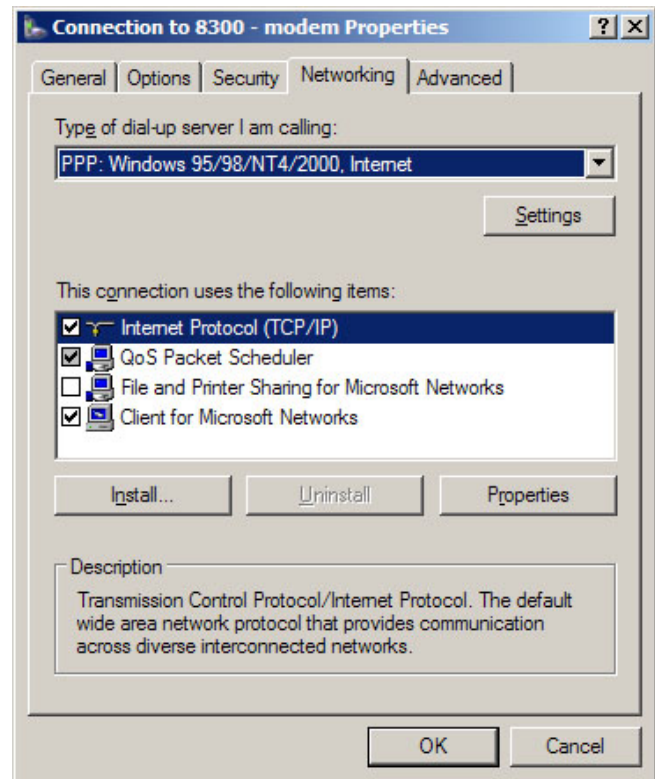 Connection to 8300 - modem Properties
General Options Security Networking Advanced
Type of dial-up server I am calling:
PPP: Windows 95/98/NT4/2000, Internet
Settings
This connection uses the following items:
Internet Protocol (TCP/IP)
QoS Packet Scheduler
File and Printer Sharing for Microsoft Networks
Client for Microsoft Networks
Install... Uninstall Properties
Description
Transmission Control Protocol/Internet Protocol. The default
wide area network protocol that provides communication
across diverse interconnected networks.
OK Cancel